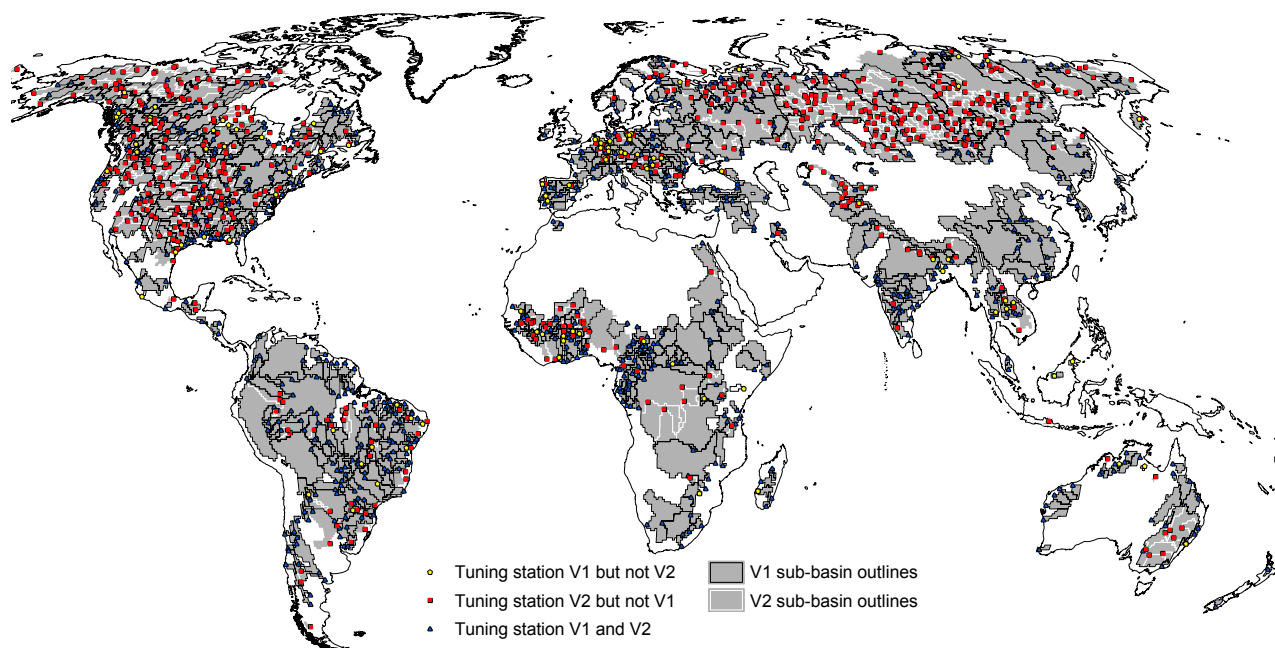 Tuning station V1 but not V2
Tuning station V2 but not V1
Tuning station V1 and V2
V1 sub-basin outlines
V2 sub-basin outlines